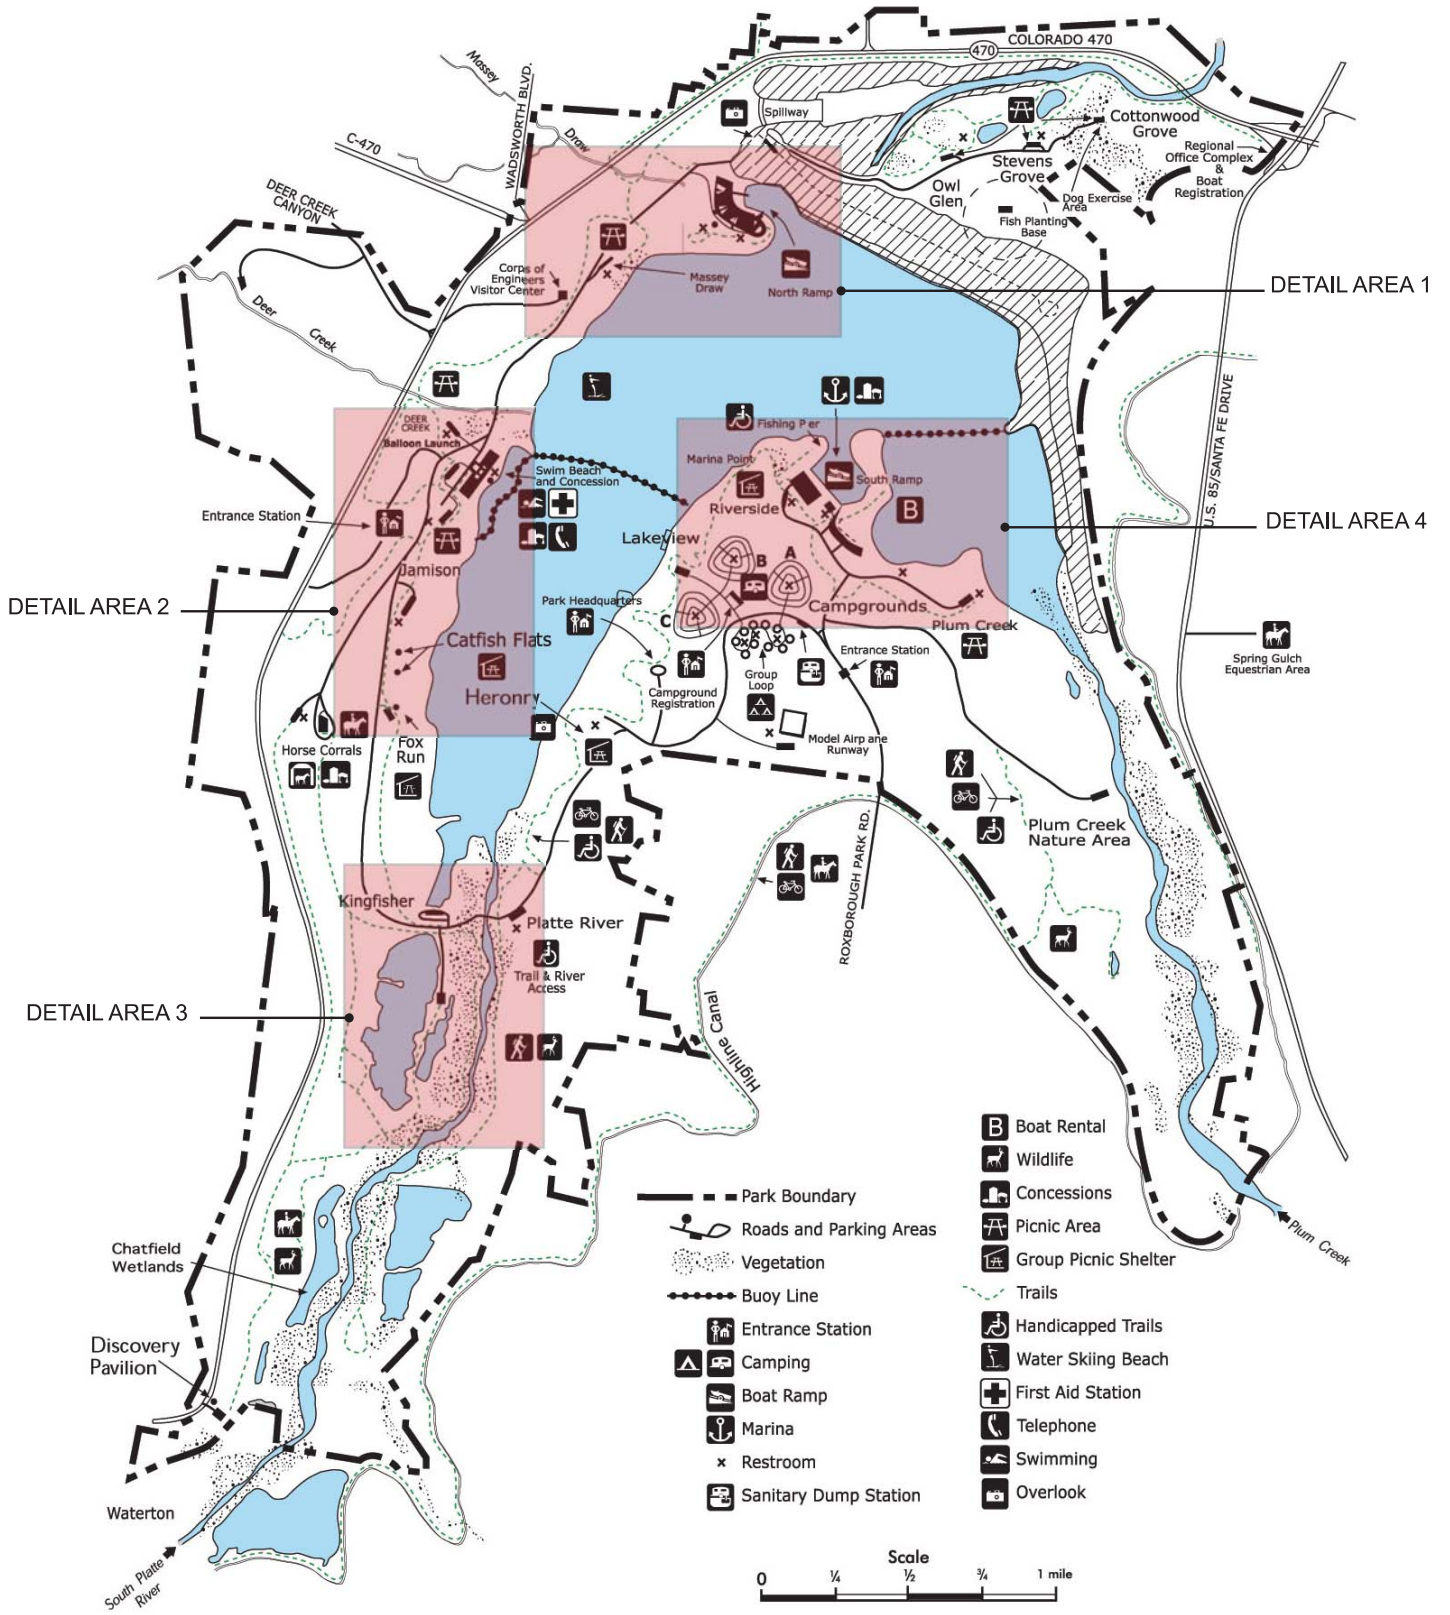 COLORADO 470
470
Massey
Draw
WADSWORTH BLVD.
C-470
Spillway
Cottonwood
Grove
Regional
Office Complex
&
Boat
Registration
Stevens
Grove
Owl
Glen
Dog Exercise
Area
Fish Planting
Base
DEER CREEK
CANYON
Corps of
Engineers
Visitor Center
Massey
Draw
North Ramp
DETAIL AREA 1
Deer
Creek
U.S. 85/SANTA FE DRIVE
DEER
CREEK
Balloon Launch
Swim Beach
and Concession
Fishing P er
Marina Point
South Ramp
Riverside
B
Entrance Station
DETAIL AREA 4
Lakeview
Jamison
B
A
C
Campgrounds
Park Headquarters
DETAIL AREA 2
Catfish Flats
Plum Creek
Entrance Station
Spring Gulch
Equestrian Area
Heronry
Group
Loop
Campground
Registration
Fox
Run
Horse Corrals
Model Airp ane
Runway
Plum Creek
Nature Area
ROXBOROUGH PARK RD.
Kingfisher
Platte River
Trail & River
Access
DETAIL AREA 3
Highline Canal
Chatfield
Wetlands
Discovery
Pavilion
Waterton
South Platte
River
Plum Creek
Park Boundary
Roads and Parking Areas
Vegetation
Buoy Line
Entrance Station
Camping
Boat Ramp
Marina
Restroom
Sanitary Dump Station
B Boat Rental
Wildlife
Concessions
Picnic Area
Group Picnic Shelter
Trails
Handicapped Trails
Water Skiing Beach
First Aid Station
Telephone
Swimming
Overlook
Scale
0 ¼ ½ ¾ 1 mile